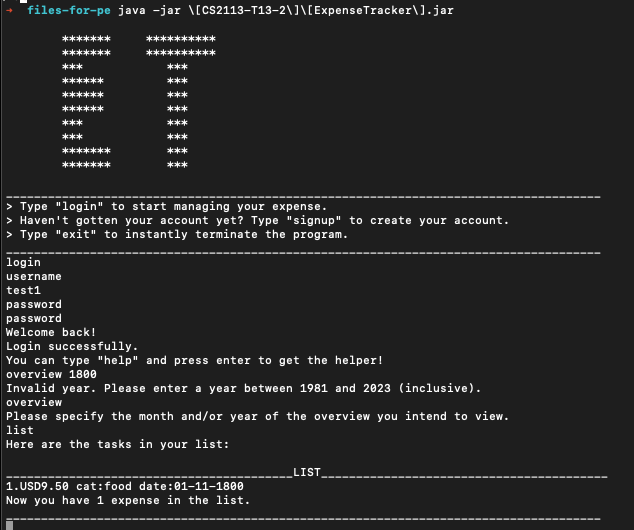 → files-for-pe java -jar \[CS2113-T13-2\]\[ExpenseTracker\].jar
*******     **********
*******     **********
***            ***
******         ***
******         ***
******         ***
***            ***
***            ***
*******        ***
*******        ***
_____________________________________________________________________________________
> Type "login" to start managing your expense.
> Haven't gotten your account yet? Type "signup" to create your account.
> Type "exit" to instantly terminate the program.
_____________________________________________________________________________________
login
username
test1
password
password
Welcome back!
Login successfully.
You can type "help" and press enter to get the helper!
overview 1800
Invalid year. Please enter a year between 1981 and 2023 (inclusive).
overview
Please specify the month and/or year of the overview you intend to view.
list
Here are the tasks in your list:
_________________________________________LIST_________________________________________
1.USD9.50 cat:food date:01-11-1800
Now you have 1 expense in the list.
_____________________________________________________________________________________